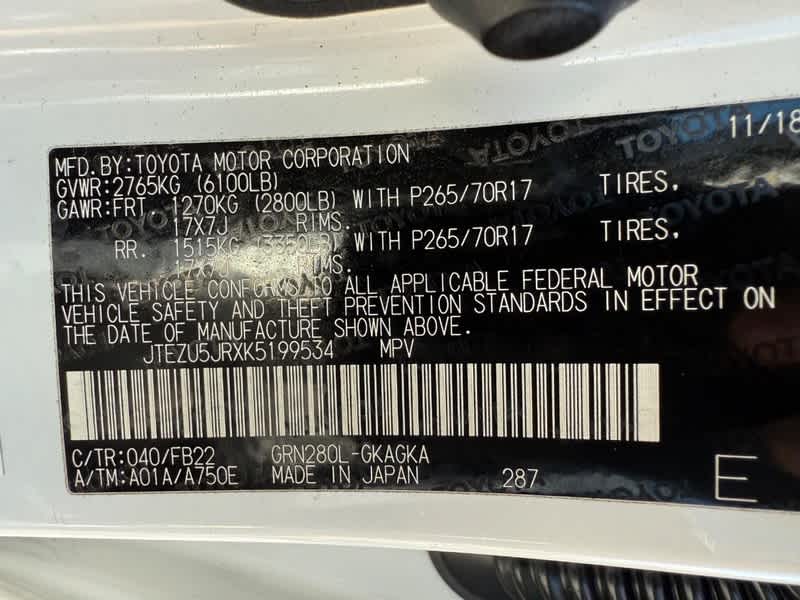 11/18
MFD.BY:TOYOTA MOTOR CORPORATION
GVWR:2765KG (6100LB)
GAWR:FRT 1270KG (2800LB) WITH P265/70R17 TIRES,
17X7J RIMS.
RR. 1515KG (3350LB) WITH P265/70R17 TIRES,
17X7J RIMS.
THIS VEHICLE CONFORMS TO ALL APPLICABLE FEDERAL MOTOR
VEHICLE SAFETY AND THEFT PREVENTION STANDARDS IN EFFECT ON
THE DATE OF MANUFACTURE SHOWN ABOVE.
JTEZU5JRXK5199534 MPV
C/TR:040/FB22 GRN280L-GKAGKA
A/TM:A01A/A750E MADE IN JAPAN 287 E